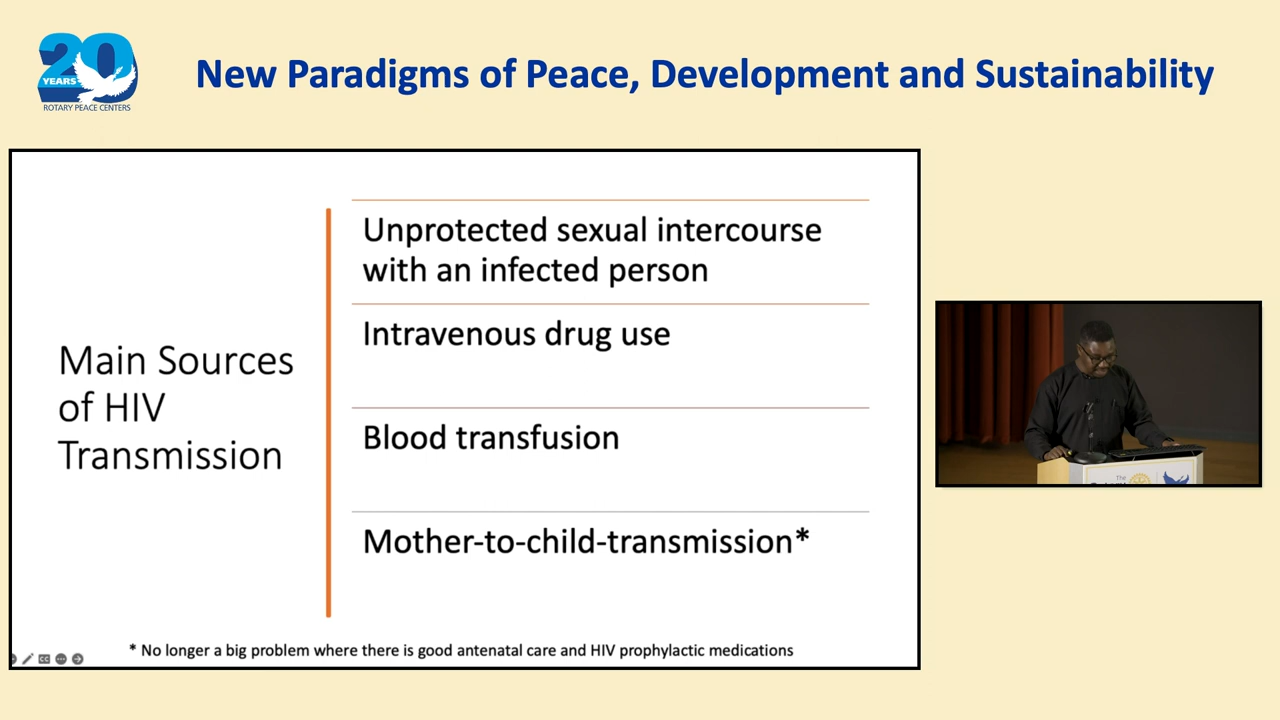 20
YEARS
ROTARY PEACE CENTERS
New Paradigms of Peace, Development and Sustainability
Main Sources
of HIV
Transmission
Unprotected sexual intercourse
with an infected person
Intravenous drug use
Blood transfusion
Mother-to-child-transmission*
* No longer a big problem where there is good antenatal care and HIV prophylactic medications
The